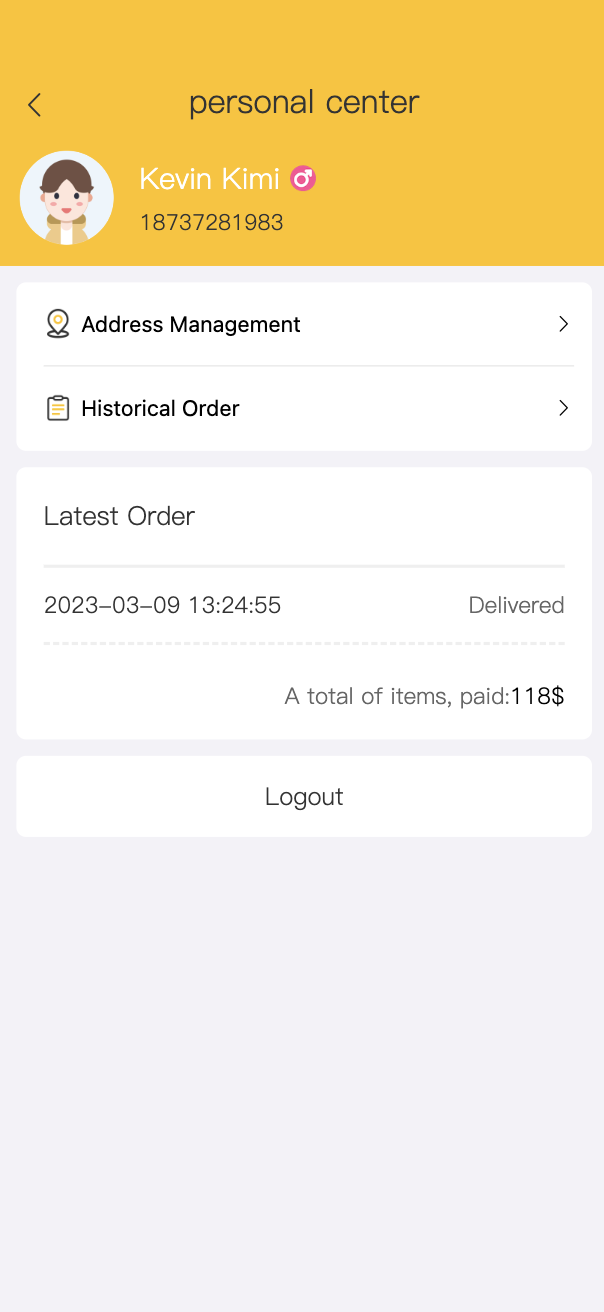 personal center
Kevin Kimi
18737281983
Address Management
Historical Order
Latest Order
2023-03-09 13:24:55 Delivered
A total of items, paid:118$
Logout